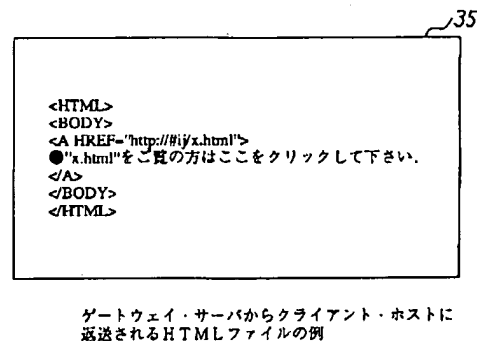 35
<HTML>
<BODY>
<A HREF="http://#ij/x.html">
●"x.html"をご覧の方はここをクリックして下さい.
</A>
</BODY>
</HTML>
ゲートウェイ・サーバからクライアント・ホストに
返送されるHTMLファイルの例